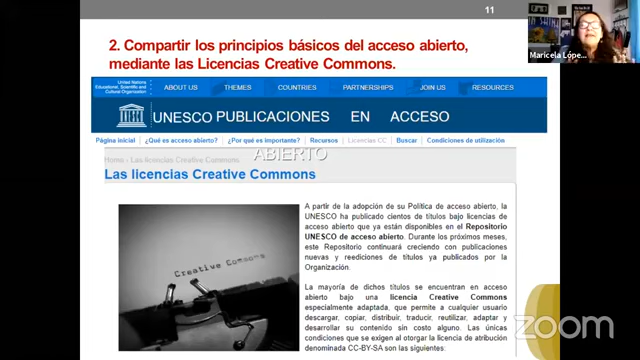 11
2. Compartir los principios básicos del acceso abierto,
mediante las Licencias Creative Commons.
Maricela Lópe...
United Nations
Educational, Scientific and
Cultural Organization
ABOUT US THEMES COUNTRIES PARTNERSHIPS JOIN US RESOURCES
UNESCO PUBLICACIONES EN ACCESO
ABIERTO
Página inicial ¿Qué es acceso abierto? ¿Por qué es importante? Recursos Licencias CC Buscar Condiciones de utilización
Home › Las licencias Creative Commons
Las licencias Creative Commons
Creative Commons
A partir de la adopción de su Política de acceso abierto, la
UNESCO ha publicado cientos de títulos bajo licencias de
acceso abierto que ya están disponibles en el Repositorio
UNESCO de acceso abierto. Durante los próximos meses,
este Repositorio continuará creciendo con publicaciones
nuevas y reediciones de títulos ya publicados por la
Organización.
La mayoría de dichos títulos se encuentran en acceso
abierto bajo una licencia Creative Commons
especialmente adaptada, que permite a cualquier usuario
descargar, copiar, distribuir, traducir, reutilizar, adaptar y
desarrollar su contenido sin costo alguno. Las únicas
condiciones que se exigen al otorgar la licencia de atribución
denominada CC-BY-SA son las siguientes:
zoom